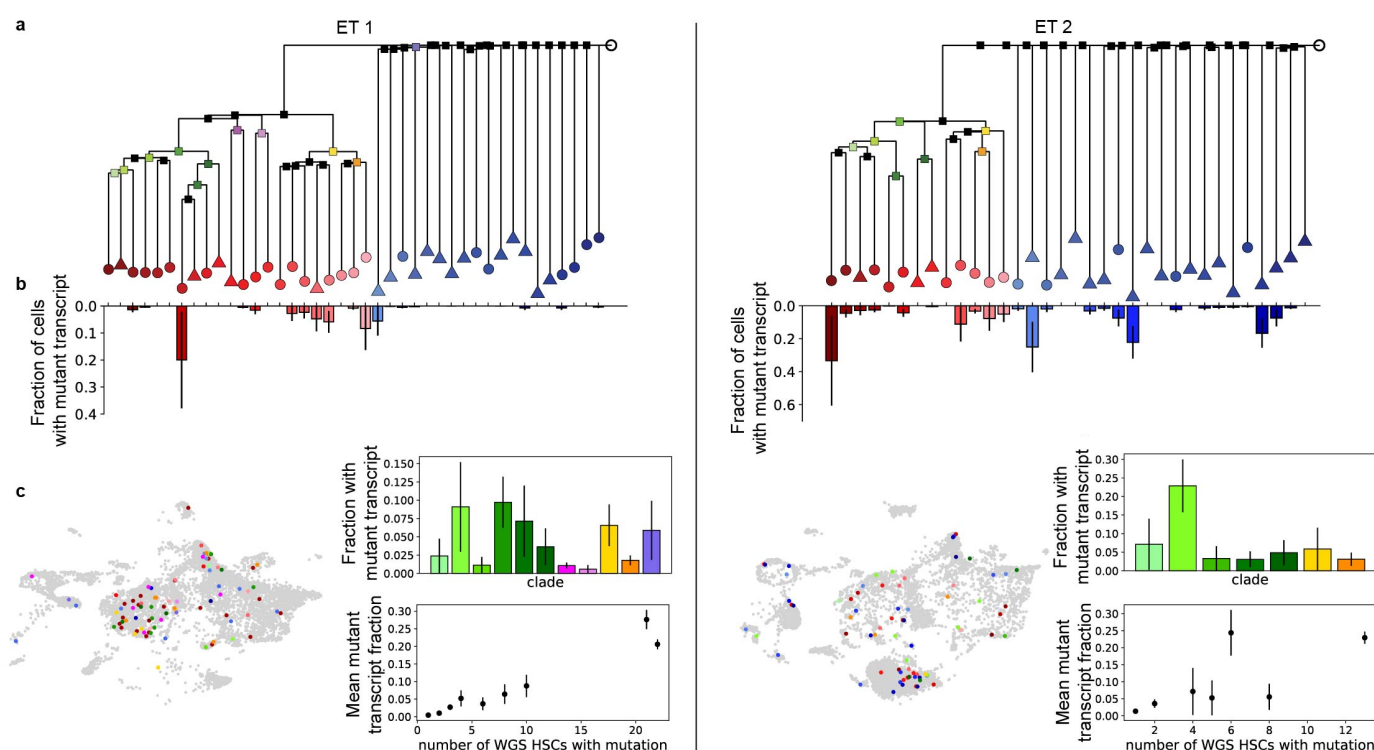 a
ET 1
ET 2
b
0.0
0.1
0.2
0.3
0.4
Fraction of cells
with mutant transcript
0.0
0.2
0.4
0.6
Fraction of cells
with mutant transcript
c
Fraction with
mutant transcript
0.150
0.125
0.100
0.075
0.050
0.025
0.000
clade
Mean mutant
transcript fraction
0.30
0.25
0.20
0.15
0.10
0.05
0.00
0
5
10
15
20
number of WGS HSCs with mutation
Fraction with
mutant transcript
0.30
0.25
0.20
0.15
0.10
0.05
0.00
clade
Mean mutant
transcript fraction
0.30
0.25
0.20
0.15
0.10
0.05
0.00
2
4
6
8
10
12
number of WGS HSCs with mutation